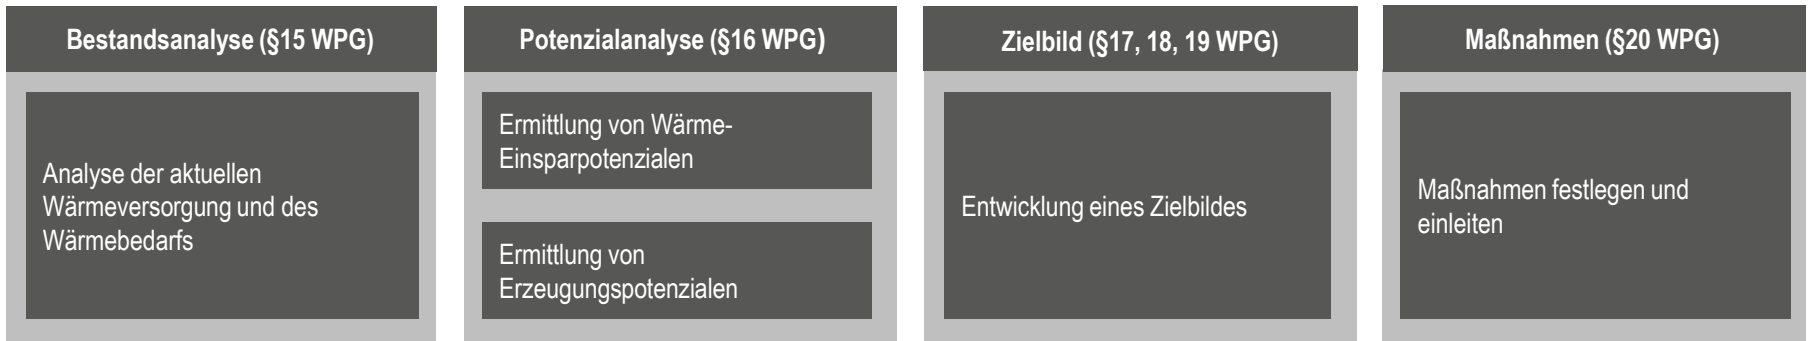 Bestandsanalyse (§15 WPG)
Analyse der aktuellen
Wärmeversorgung und des
Wärmebedarfs
Potenzialanalyse (§16 WPG)
Ermittlung von Wärme-
Einsparpotenzialen
Ermittlung von
Erzeugungspotenzialen
Zielbild (§17, 18, 19 WPG)
Entwicklung eines Zielbildes
Maßnahmen (§20 WPG)
Maßnahmen festlegen und
einleiten